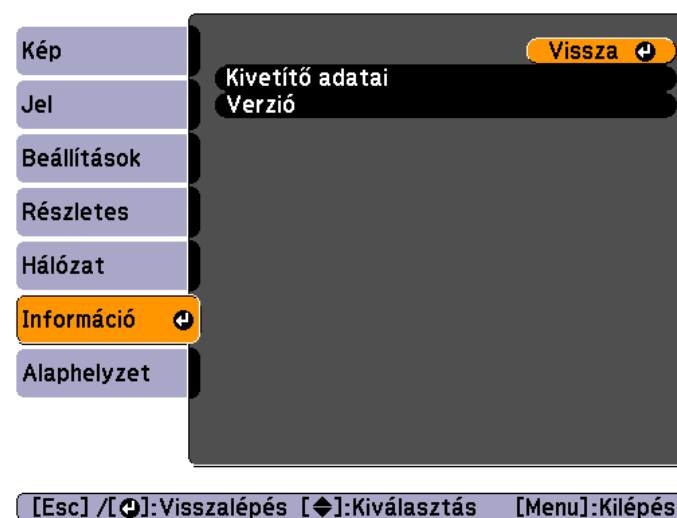 Kép
Jel
Beállítások
Részletes
Hálózat
Információ
Alaphelyzet
Vissza
Kivetítő adatai
Verzió
[Esc] /[⏎]:Visszalépés [◆]:Kiválasztás [Menu]:Kilépés